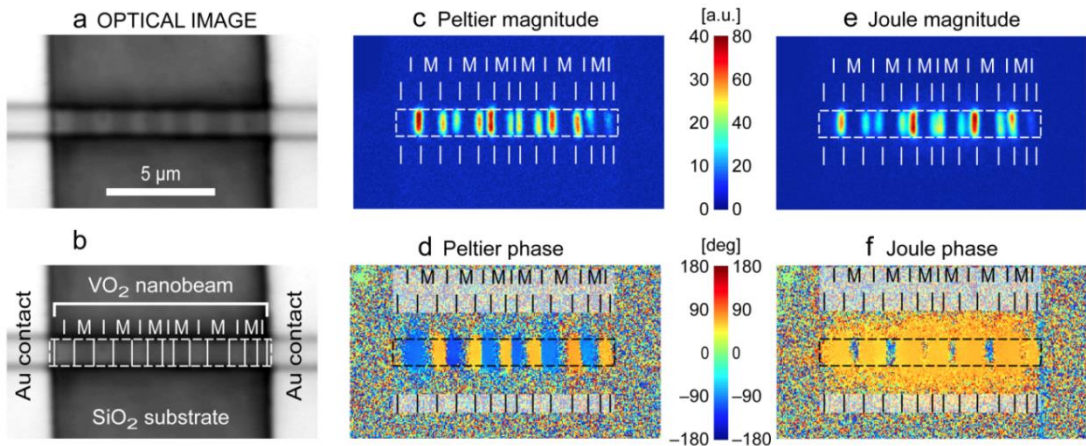 a OPTICAL IMAGE
5 µm
b
VO₂ nanobeam
I M I M I M I M I M I M I
Au contact
Au contact
SiO₂ substrate
c Peltier magnitude
I M I M I M I M I M I M I
[a.u.]
40 80
30 60
20 40
10 20
0 0
d Peltier phase
I M I M I M I M I M I M I
[deg]
180 180
90 90
0 0
−90 −90
−180 −180
e Joule magnitude
I M I M I M I M I M I M I
f Joule phase
I M I M I M I M I M I M I